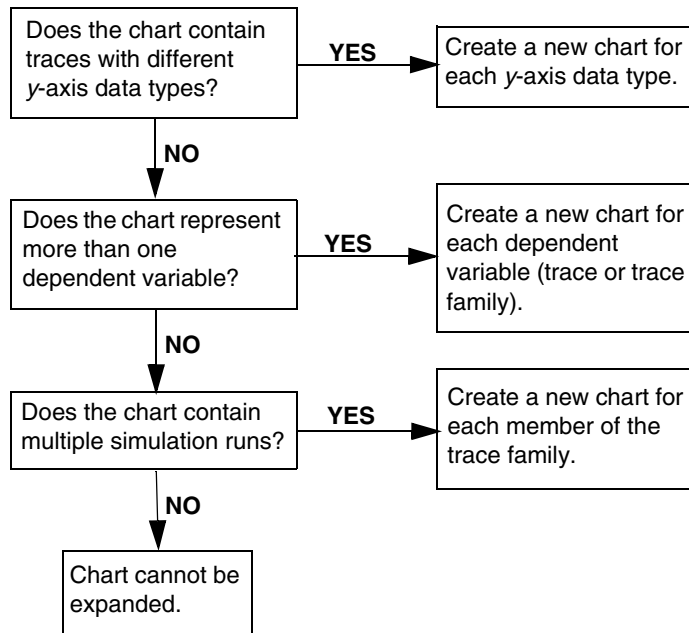 Does the chart contain
traces with different
y-axis data types?
YES
Create a new chart for
each y-axis data type.
NO
Does the chart represent
more than one
dependent variable?
YES
Create a new chart for
each dependent
variable (trace or trace
family).
NO
Does the chart contain
multiple simulation runs?
YES
Create a new chart for
each member of the
trace family.
NO
Chart cannot be
expanded.